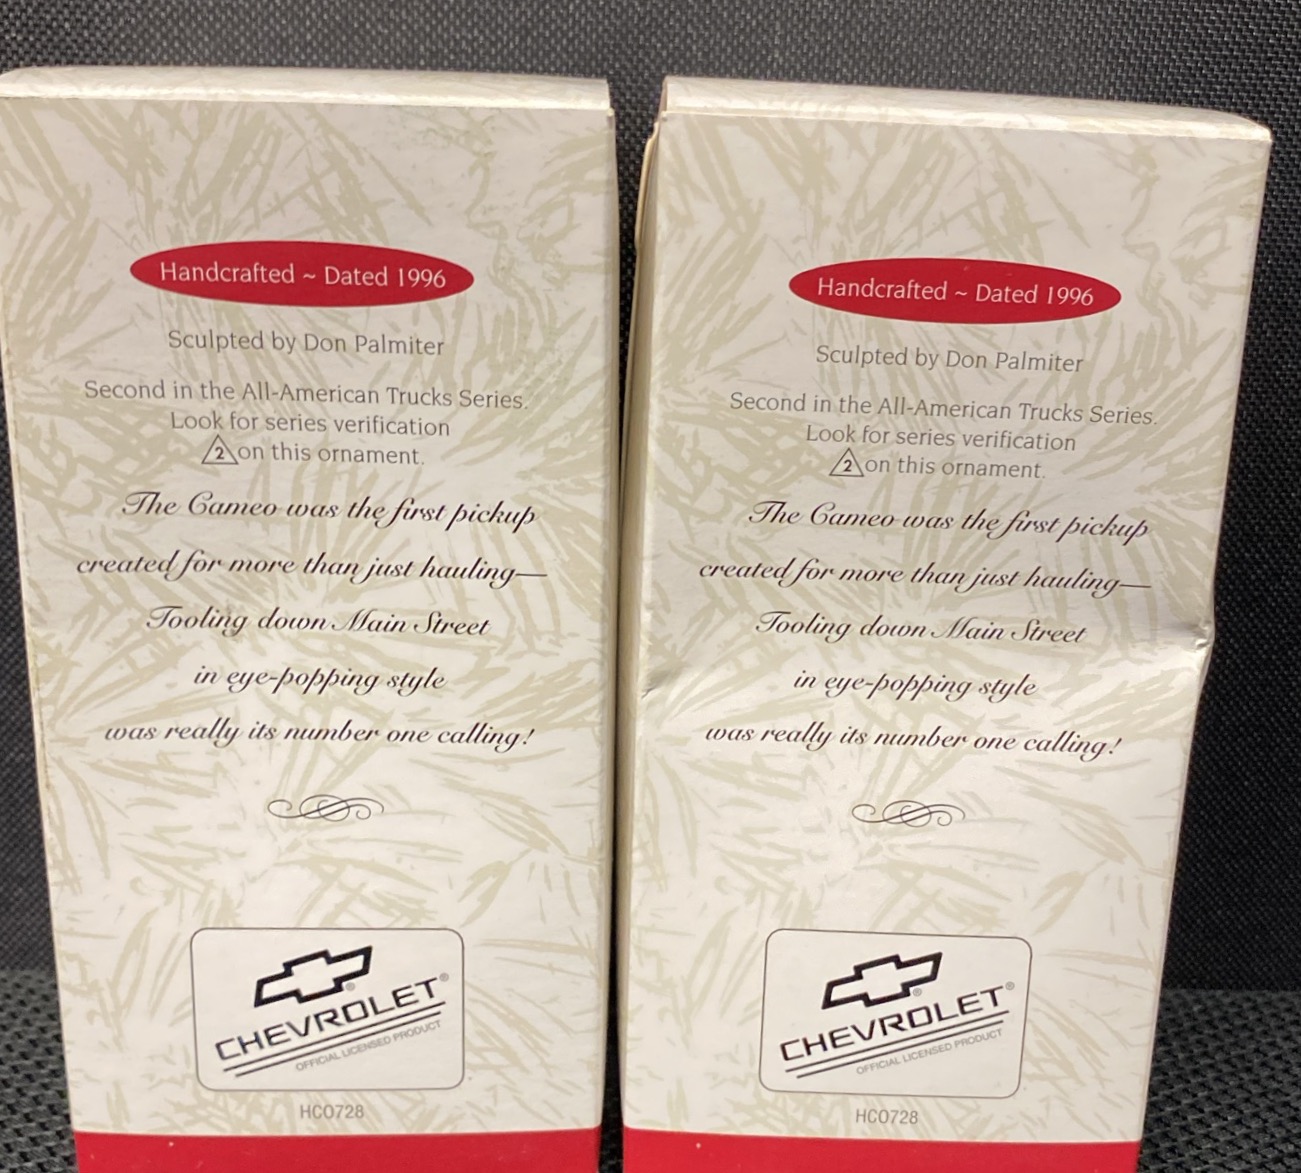 Handcrafted ~ Dated 1996
Sculpted by Don Palmiter
Second in the All-American Trucks Series.
Look for series verification
2 on this ornament.
The Cameo was the first pickup
created for more than just hauling—
Tooling down Main Street
in eye-popping style
was really its number one calling!
CHEVROLET®
OFFICIAL LICENSED PRODUCT
HCO728
Handcrafted ~ Dated 1996
Sculpted by Don Palmiter
Second in the All-American Trucks Series.
Look for series verification
2 on this ornament.
The Cameo was the first pickup
created for more than just hauling—
Tooling down Main Street
in eye-popping style
was really its number one calling!
CHEVROLET®
OFFICIAL LICENSED PRODUCT
HCO728